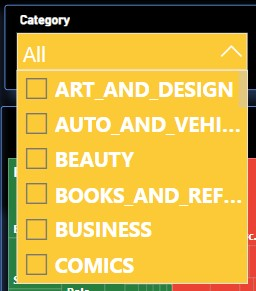 Category
All
ART_AND_DESIGN
AUTO_AND_VEHI...
BEAUTY
BOOKS_AND_REF...
BUSINESS
COMICS